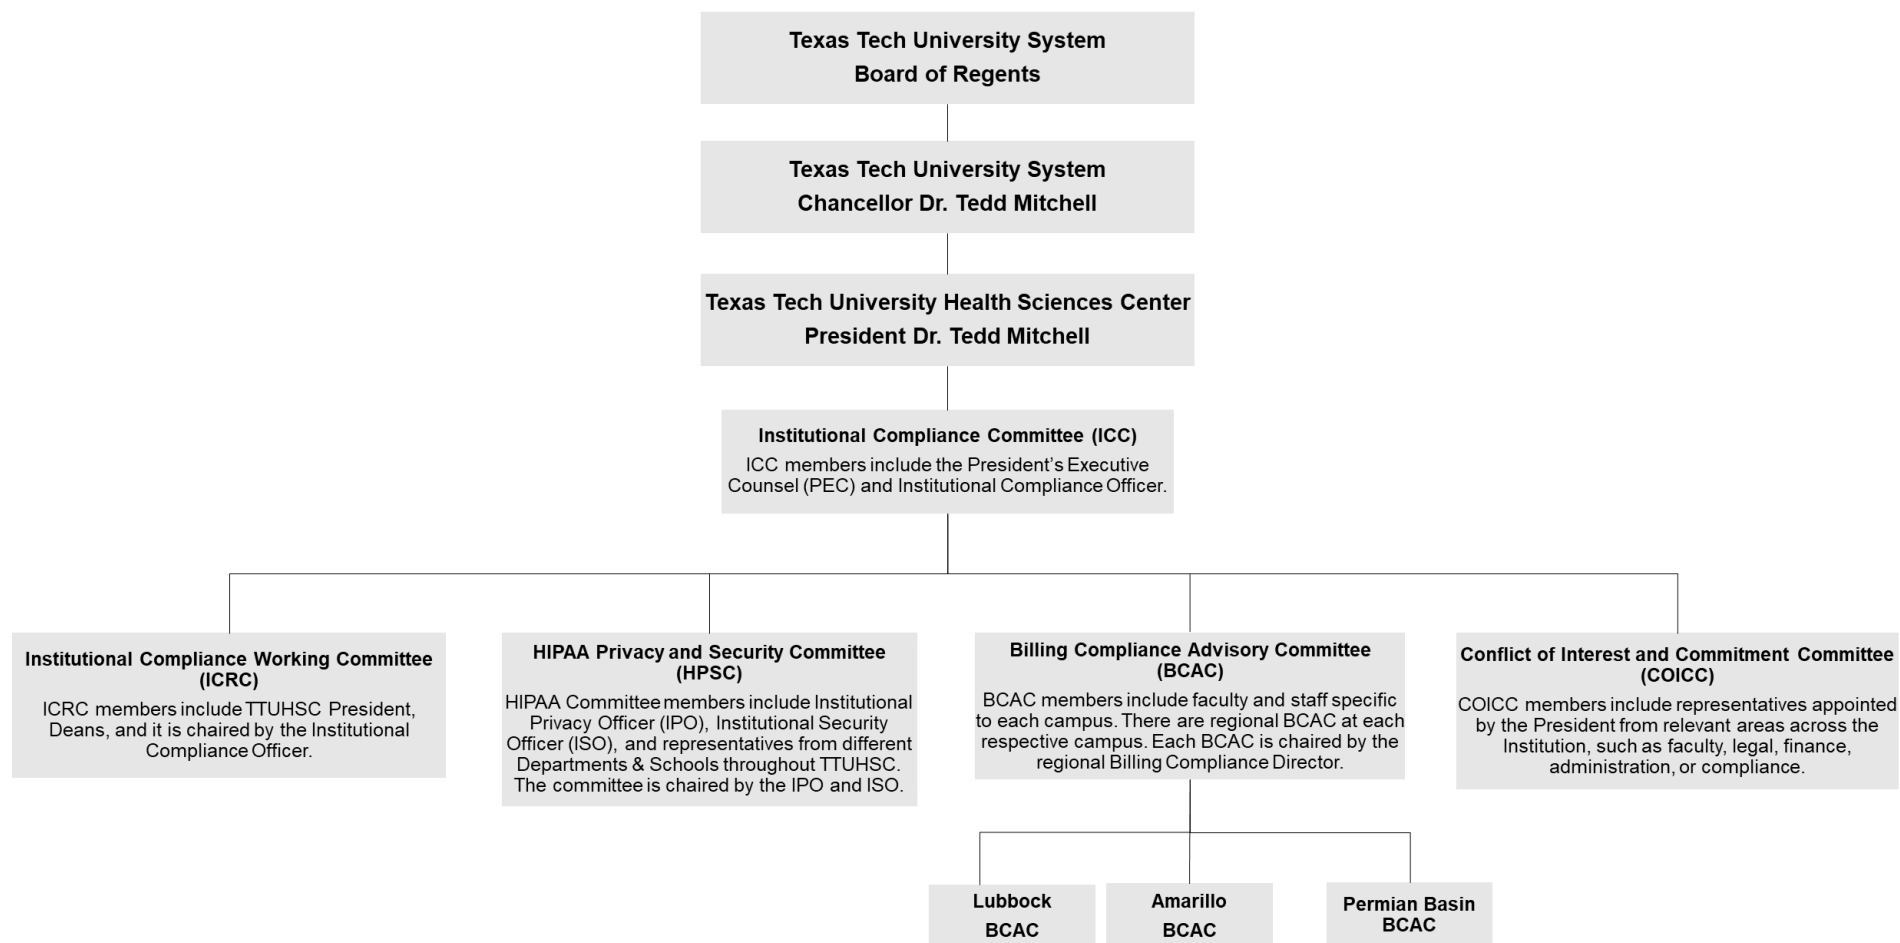 Texas Tech University System
Board of Regents
Texas Tech University System
Chancellor Dr. Tedd Mitchell
Texas Tech University Health Sciences Center
President Dr. Tedd Mitchell
Institutional Compliance Committee (ICC)
ICC members include the President's Executive
Counsel (PEC) and Institutional Compliance Officer.
Institutional Compliance Working Committee
(ICRC)
ICRC members include TTUHSC President,
Deans, and it is chaired by the Institutional
Compliance Officer.
HIPAA Privacy and Security Committee
(HPSC)
HIPAA Committee members include Institutional
Privacy Officer (IPO), Institutional Security
Officer (ISO), and representatives from different
Departments & Schools throughout TTUHSC.
The committee is chaired by the IPO and ISO.
Billing Compliance Advisory Committee
(BCAC)
BCAC members include faculty and staff specific
to each campus. There are regional BCAC at each
respective campus. Each BCAC is chaired by the
regional Billing Compliance Director.
Conflict of Interest and Commitment Committee
(COICC)
COICC members include representatives appointed
by the President from relevant areas across the
Institution, such as faculty, legal, finance,
administration, or compliance.
Lubbock
BCAC
Amarillo
BCAC
Permian Basin
BCAC